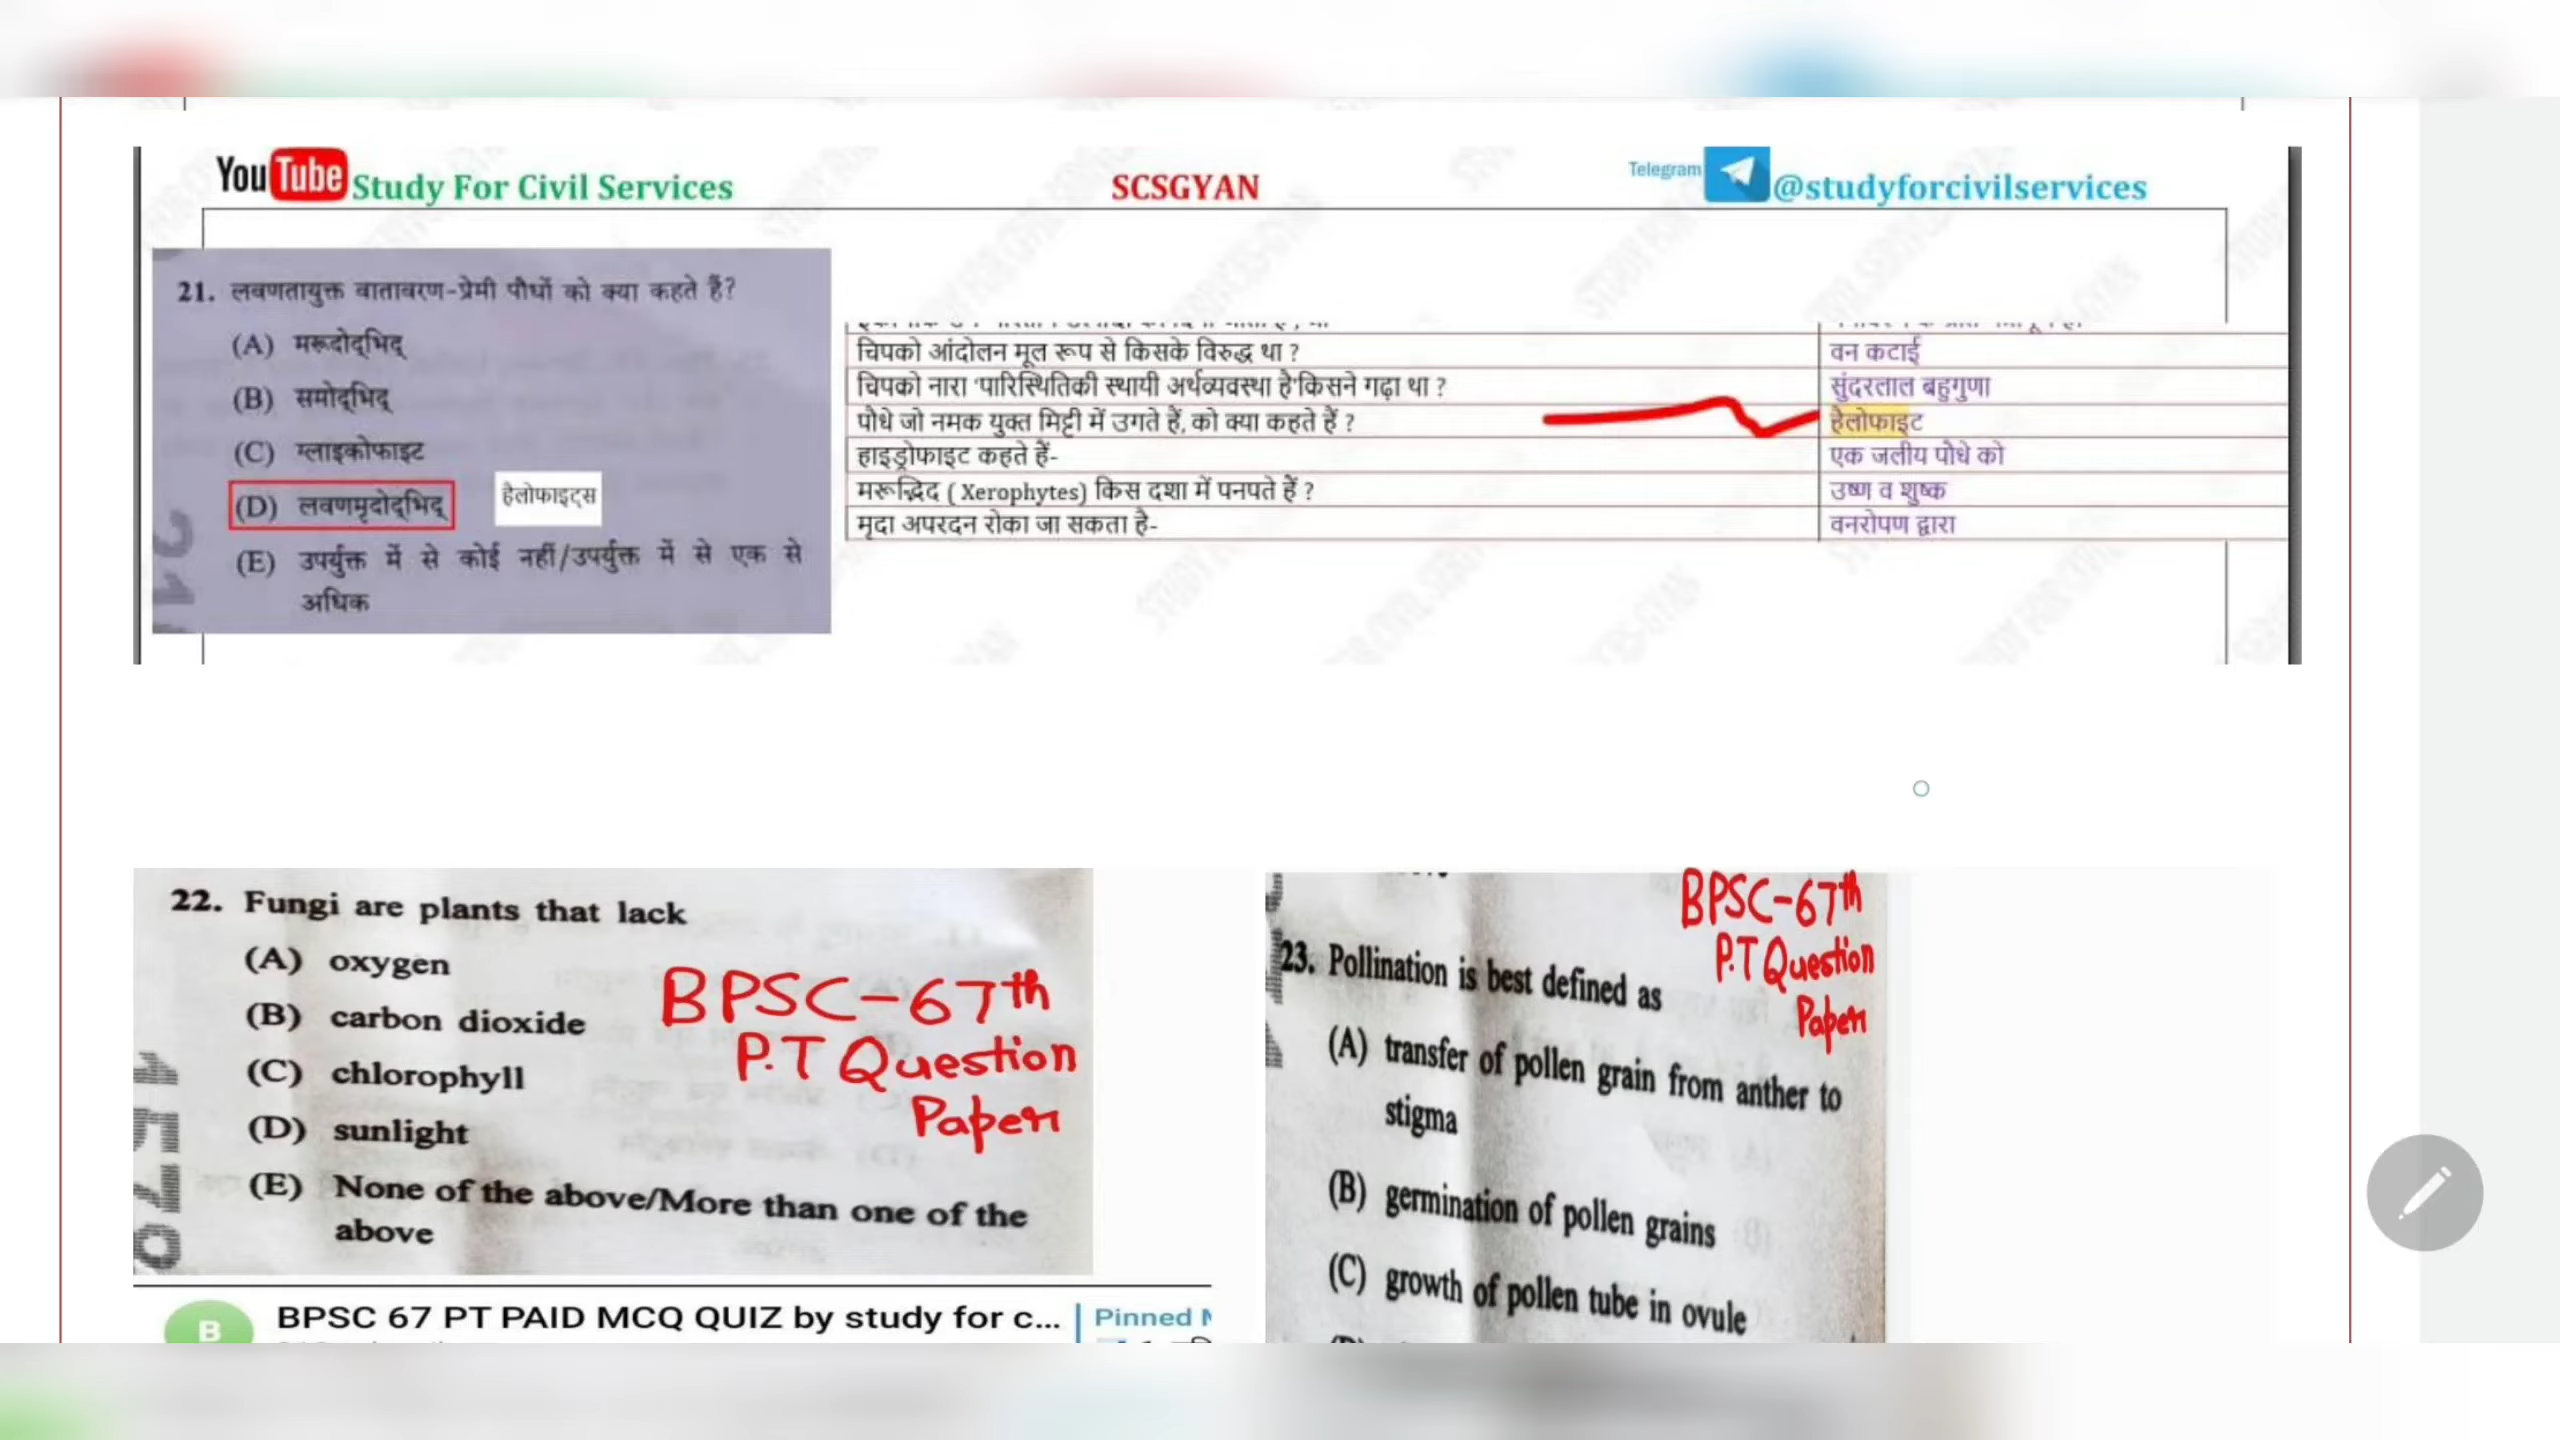 YouTube Study For Civil Services
SCSGYAN
Telegram @studyforcivilservices
21. लवणतायुक्त वातावरण-प्रेमी पौधों को क्या कहते हैं?
(A) मरूदोद्‌भिद्
(B) समोद्‌भिद्
(C) ग्लाइकोफाइट
(D) लवणमृदोद्‌भिद्
हैलोफाइट्स
(E) उपर्युक्त में से कोई नहीं/उपर्युक्त में से एक से
अधिक
चिपको आंदोलन मूल रूप से किसके विरुद्ध था ? वन कटाई
चिपको नारा ‘पारिस्थितिकी स्थायी अर्थव्यवस्था है’किसने गढ़ा था ? सुंदरलाल बहुगुणा
पौधे जो नमक युक्त मिट्टी में उगते हैं, को क्या कहते हैं ? हैलोफाइट
हाइड्रोफाइट कहते हैं- एक जलीय पौधे को
मरूद्भिद ( Xerophytes) किस दशा में पनपते हैं ? उष्ण व शुष्क
मृदा अपरदन रोका जा सकता है- वनरोपण द्वारा
22. Fungi are plants that lack
(A) oxygen
(B) carbon dioxide
(C) chlorophyll
(D) sunlight
(E) None of the above/More than one of the
above
BPSC-67th
P.T Question
Paper
BPSC 67 PT PAID MCQ QUIZ by study for c...
Pinned
B
BPSC-67th
P.T Question
Paper
23. Pollination is best defined as
(A) transfer of pollen grain from anther to
stigma
(B) germination of pollen grains
(C) growth of pollen tube in ovule